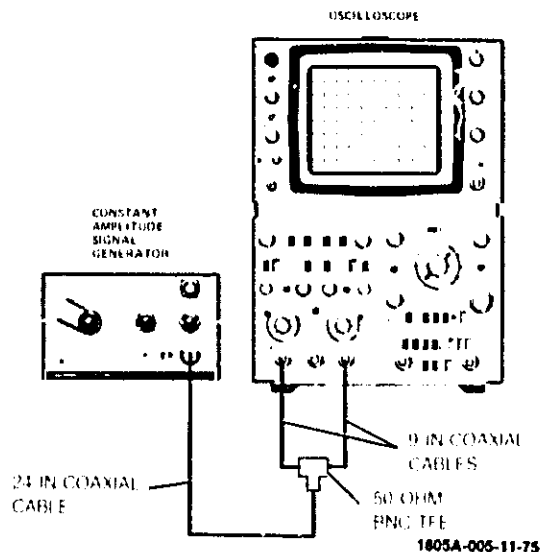 OSCILLOSCOPE
CONSTANT
AMPLITUDE
SIGNAL
GENERATOR
24 IN COAXIAL
CABLE
9 IN COAXIAL
CABLES
50 OHM
BNC TEE
1805A-005-11-75